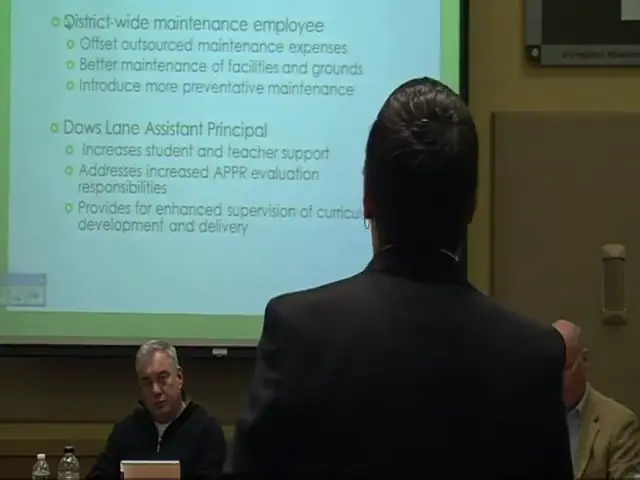 District-wide maintenance employee
Offset outsourced maintenance expenses
Better maintenance of facilities and grounds
Introduce more preventative maintenance
Dows Lane Assistant Principal
Increases student and teacher support
Addresses increased APPR evaluation
responsibilities
Provides for enhanced supervision of
development and delivery